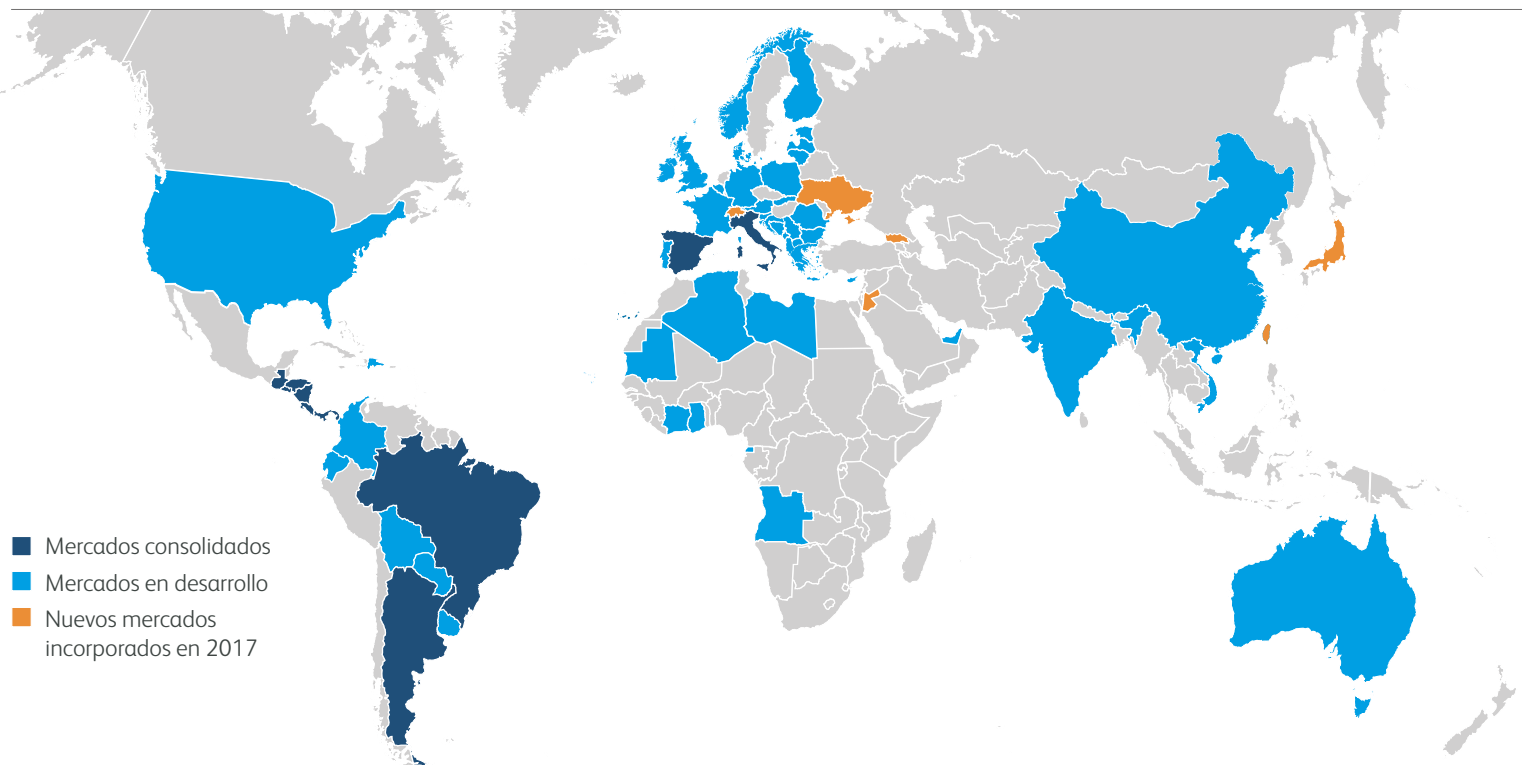 Mercados consolidados
Mercados en desarrollo
Nuevos mercados
incorporados en 2017